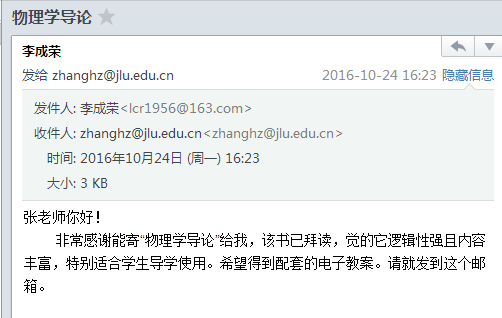 物理学导论
李成荣
发给 zhanghz@jlu.edu.cn 2016-10-24 16:23 隐藏信息
发件人: 李成荣<lcr1956@163.com>
收件人: zhanghz@jlu.edu.cn<zhanghz@jlu.edu.cn>
时间: 2016年10月24日 (周一) 16:23
大小: 3 KB
张老师你好！
非常感谢能寄“物理学导论”给我，该书已拜读，觉的它逻辑性强且内容
丰富，特别适合学生导学使用。希望得到配套的电子教案。请就发到这个邮
箱。